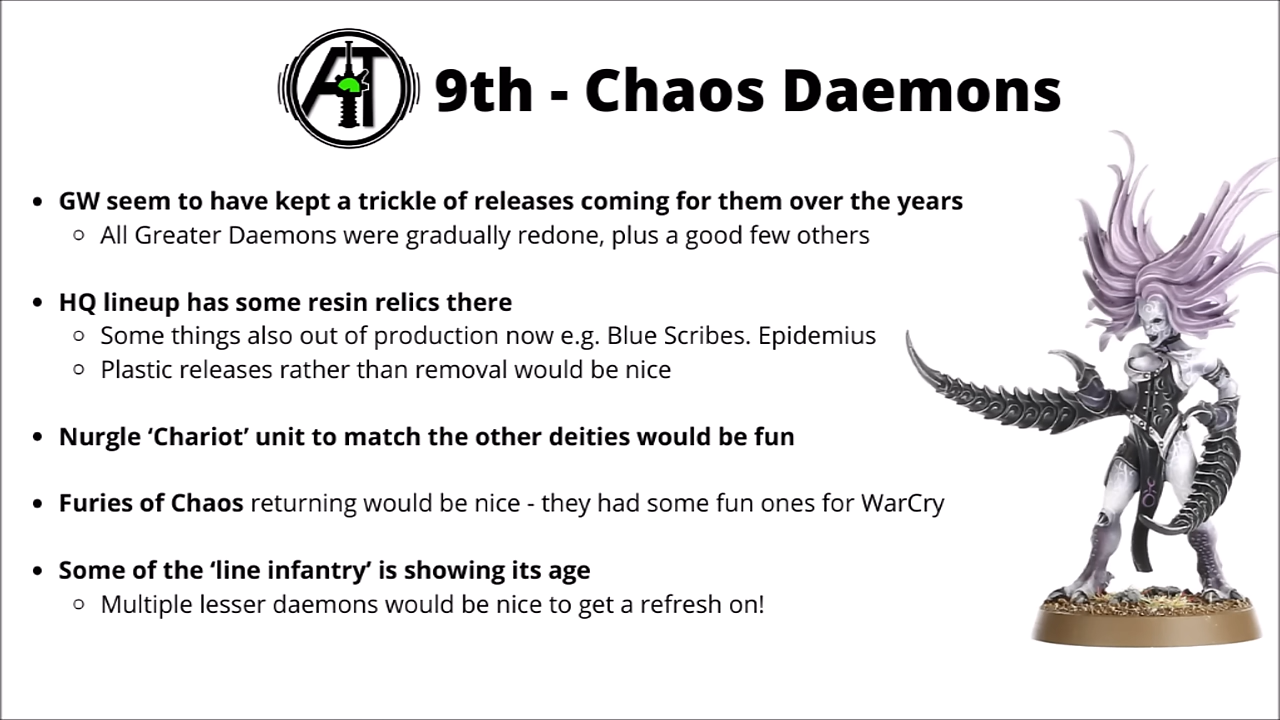 AT
9th - Chaos Daemons
GW seem to have kept a trickle of releases coming for them over the years
All Greater Daemons were gradually redone, plus a good few others
HQ lineup has some resin relics there
Some things also out of production now e.g. Blue Scribes. Epidemius
Plastic releases rather than removal would be nice
Nurgle ‘Chariot’ unit to match the other deities would be fun
Furies of Chaos returning would be nice - they had some fun ones for WarCry
Some of the ‘line infantry’ is showing its age
Multiple lesser daemons would be nice to get a refresh on!